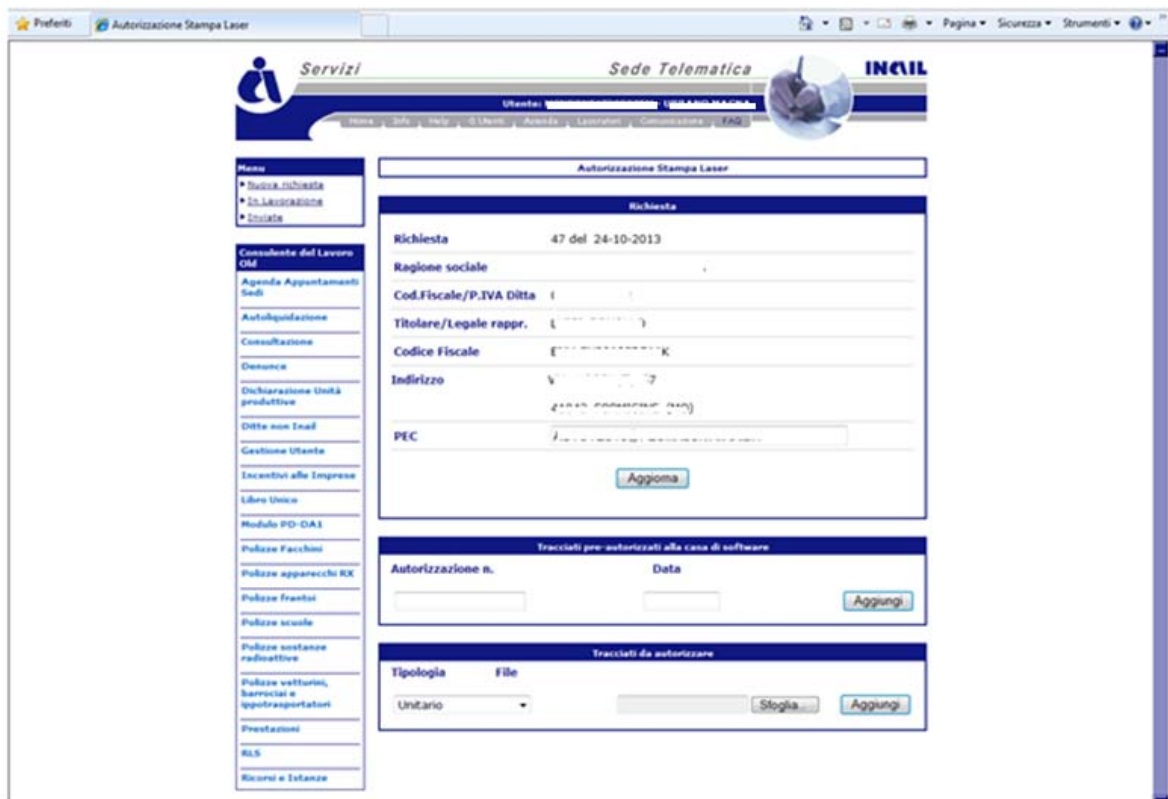 Preferiti Autorizzazione Stampa Laser Pagina Sicurezza Strumenti
Servizi Sede Telematica INAIL
Utente:
Home Info Help G.Utenti Azienda Lavoratori Comunicazione FAQ
Menu
Nuova richiesta
In Lavorazione
Inviate
Consulente del Lavoro
Old
Agenda Appuntamenti
Sedi
Autoliquidazione
Consultazione
Denunce
Dichiarazione Unità
produttive
Ditte non Inail
Gestione Utente
Incentivi alle Imprese
Libro Unico
Modulo PD-DA1
Polizze Facchini
Polizze apparecchi RX
Polizze frantoi
Polizze scuole
Polizze sostanze
radioattive
Polizze vetturini,
barrociai e
ippotrasportatori
Prestazioni
RLS
Ricorsi e Istanze
Autorizzazione Stampa Laser
Richiesta
Richiesta 47 del 24-10-2013
Ragione sociale
Cod.Fiscale/P.IVA Ditta
Titolare/Legale rappr.
Codice Fiscale
Indirizzo
PEC
Aggiorna
Tracciati pre-autorizzati alla casa di software
Autorizzazione n. Data
Aggiungi
Tracciati da autorizzare
Tipologia File
Unitario Sfoglia... Aggiungi